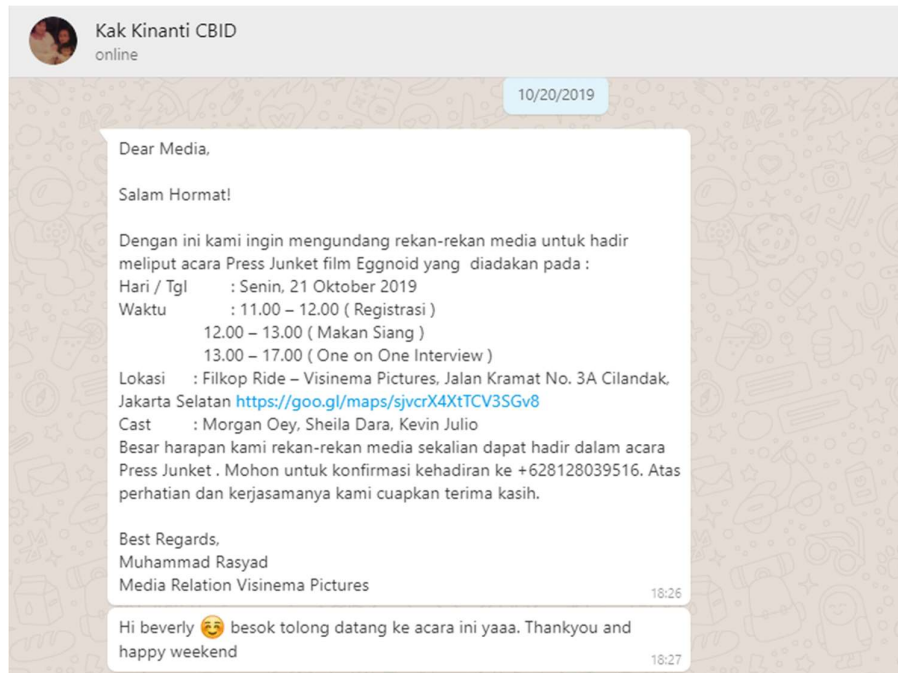 Kak Kinanti CBID
online
10/20/2019
Dear Media,
Salam Hormat!
Dengan ini kami ingin mengundang rekan-rekan media untuk hadir
meliput acara Press Junket film Eggnoid yang  diadakan pada :
Hari / Tgl : Senin, 21 Oktober 2019
Waktu : 11.00 – 12.00 ( Registrasi )
12.00 – 13.00 ( Makan Siang )
13.00 – 17.00 ( One on One Interview )
Lokasi : Filkop Ride – Visinema Pictures, Jalan Kramat No. 3A Cilandak,
Jakarta Selatan https://goo.gl/maps/sjvcrX4XtTCV3SGv8
Cast : Morgan Oey, Sheila Dara, Kevin Julio
Besar harapan kami rekan-rekan media sekalian dapat hadir dalam acara
Press Junket . Mohon untuk konfirmasi kehadiran ke +628128039516. Atas
perhatian dan kerjasamanya kami cuapkan terima kasih.
Best Regards,
Muhammad Rasyad
Media Relation Visinema Pictures
18:26
Hi beverly ☺️ besok tolong datang ke acara ini yaaa. Thankyou and
happy weekend
18:27